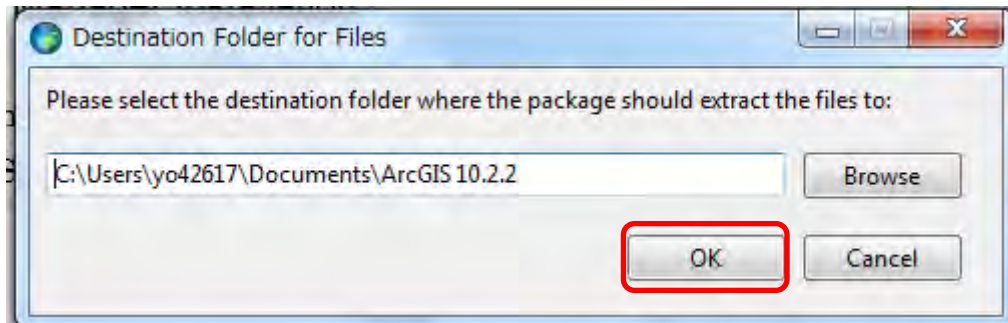 Destination Folder for Files
Please select the destination folder where the package should extract the files to:
C:\Users\yo42617\Documents\ArcGIS 10.2.2
Browse
OK
Cancel